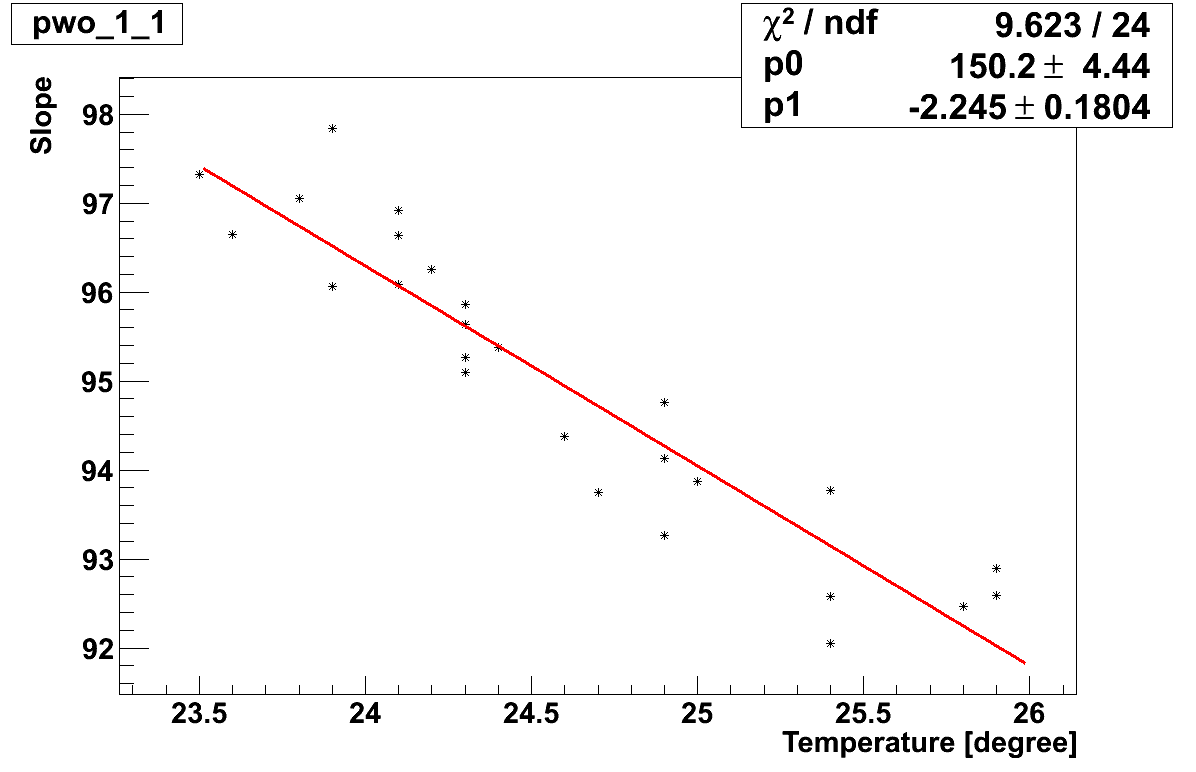 pwo_1_1
χ² / ndf 9.623 / 24
p0 150.2 ± 4.44
p1 -2.245 ± 0.1804
Slope
98
97
96
95
94
93
92
23.5 24 24.5 25 25.5 26
Temperature [degree]